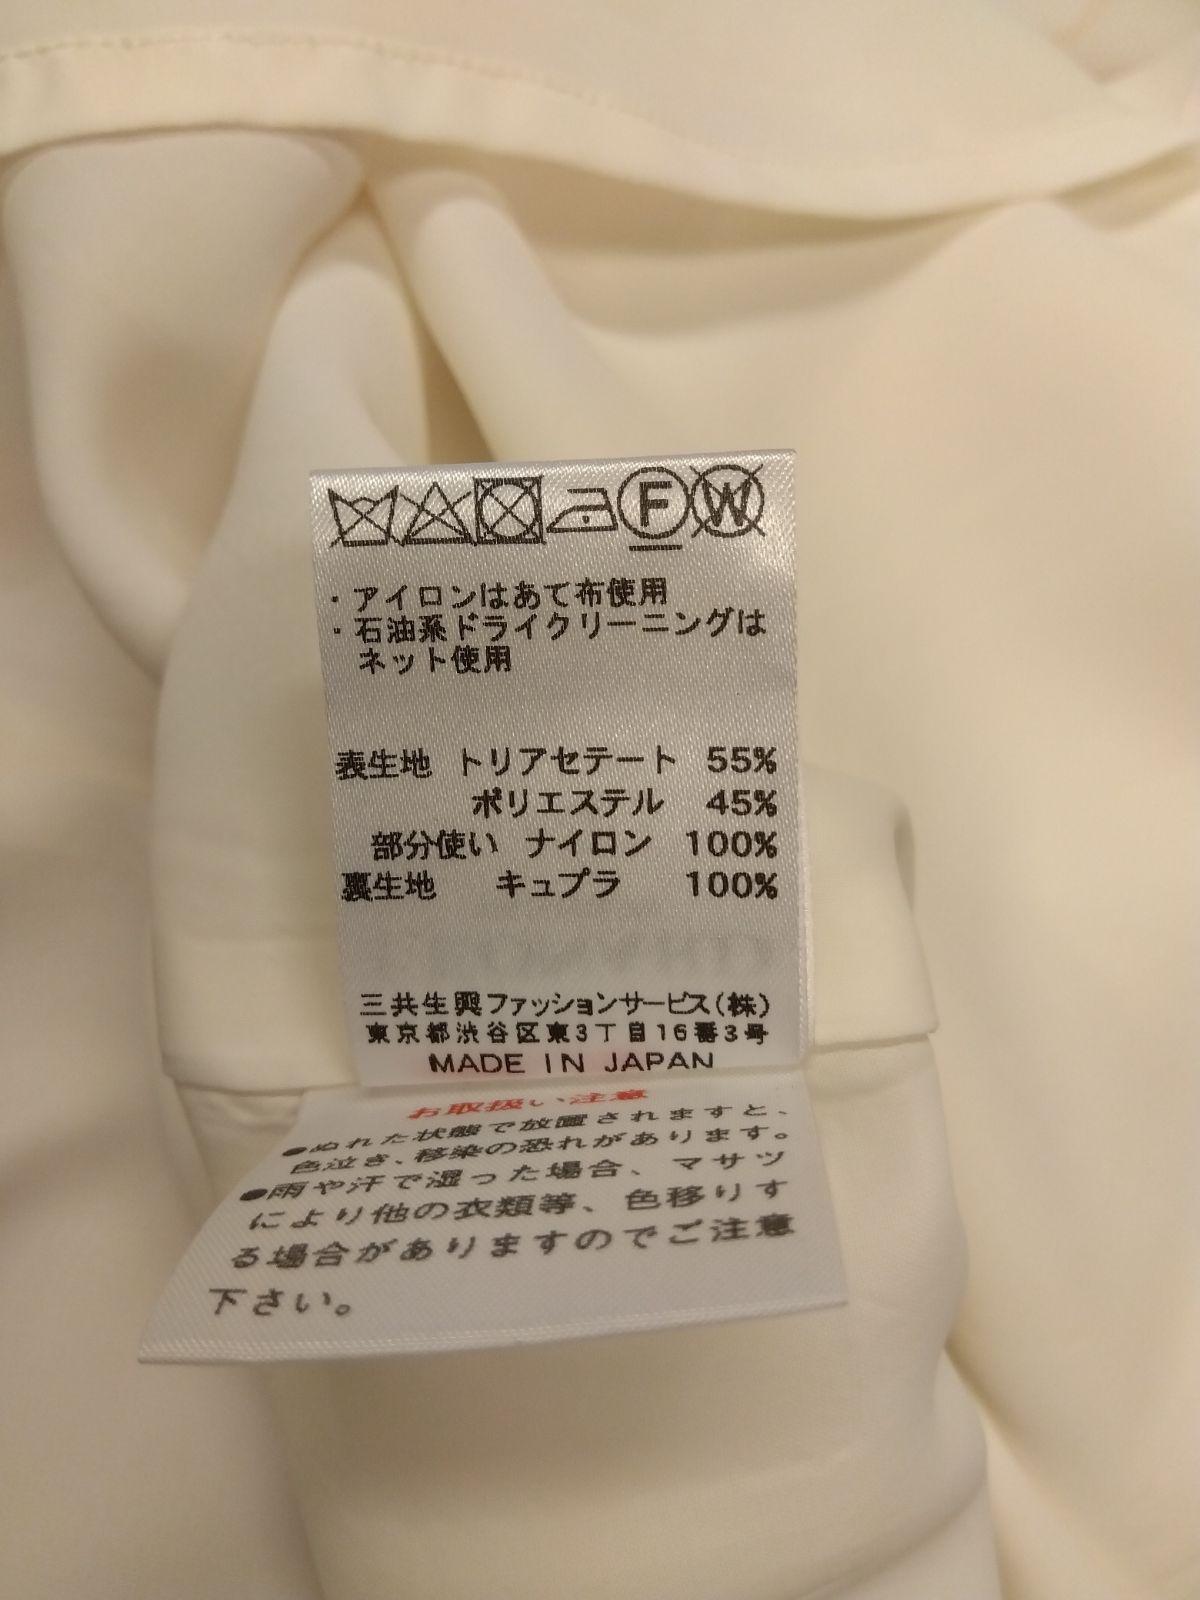 F W
・アイロンはあて布使用
・石油系ドライクリーニングは
ネット使用
表生地 トリアセテート 55%
ポリエステル 45%
部分使い ナイロン 100%
裏生地 キュプラ 100%
三共生興ファッションサービス(株)
東京都渋谷区東3丁目16番3号
MADE IN JAPAN
お取扱い注意
●ぬれた状態で放置されますと、
色泣き、移染の恐れがあります。
●雨や汗で湿った場合、マサツ
により他の衣類等、色移りす
る場合がありますのでご注意
下さい。